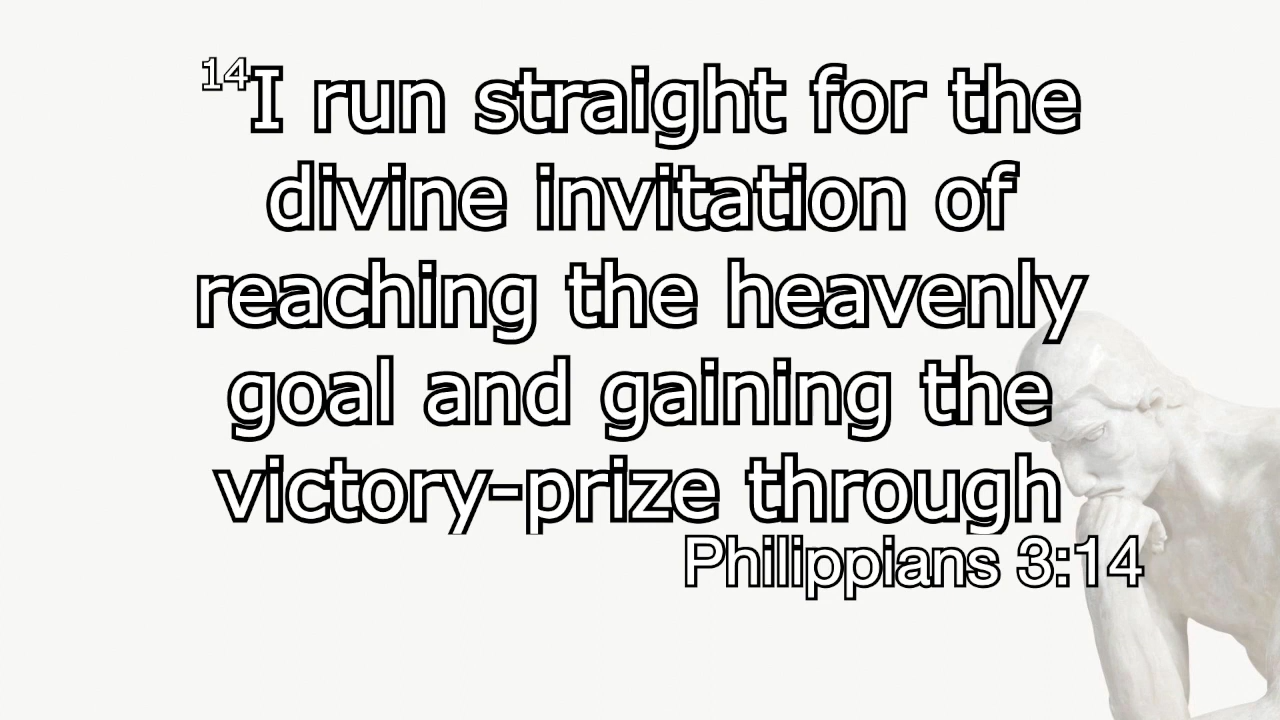 14I run straight for the
divine invitation of
reaching the heavenly
goal and gaining the
victory-prize through
Philippians 3:14